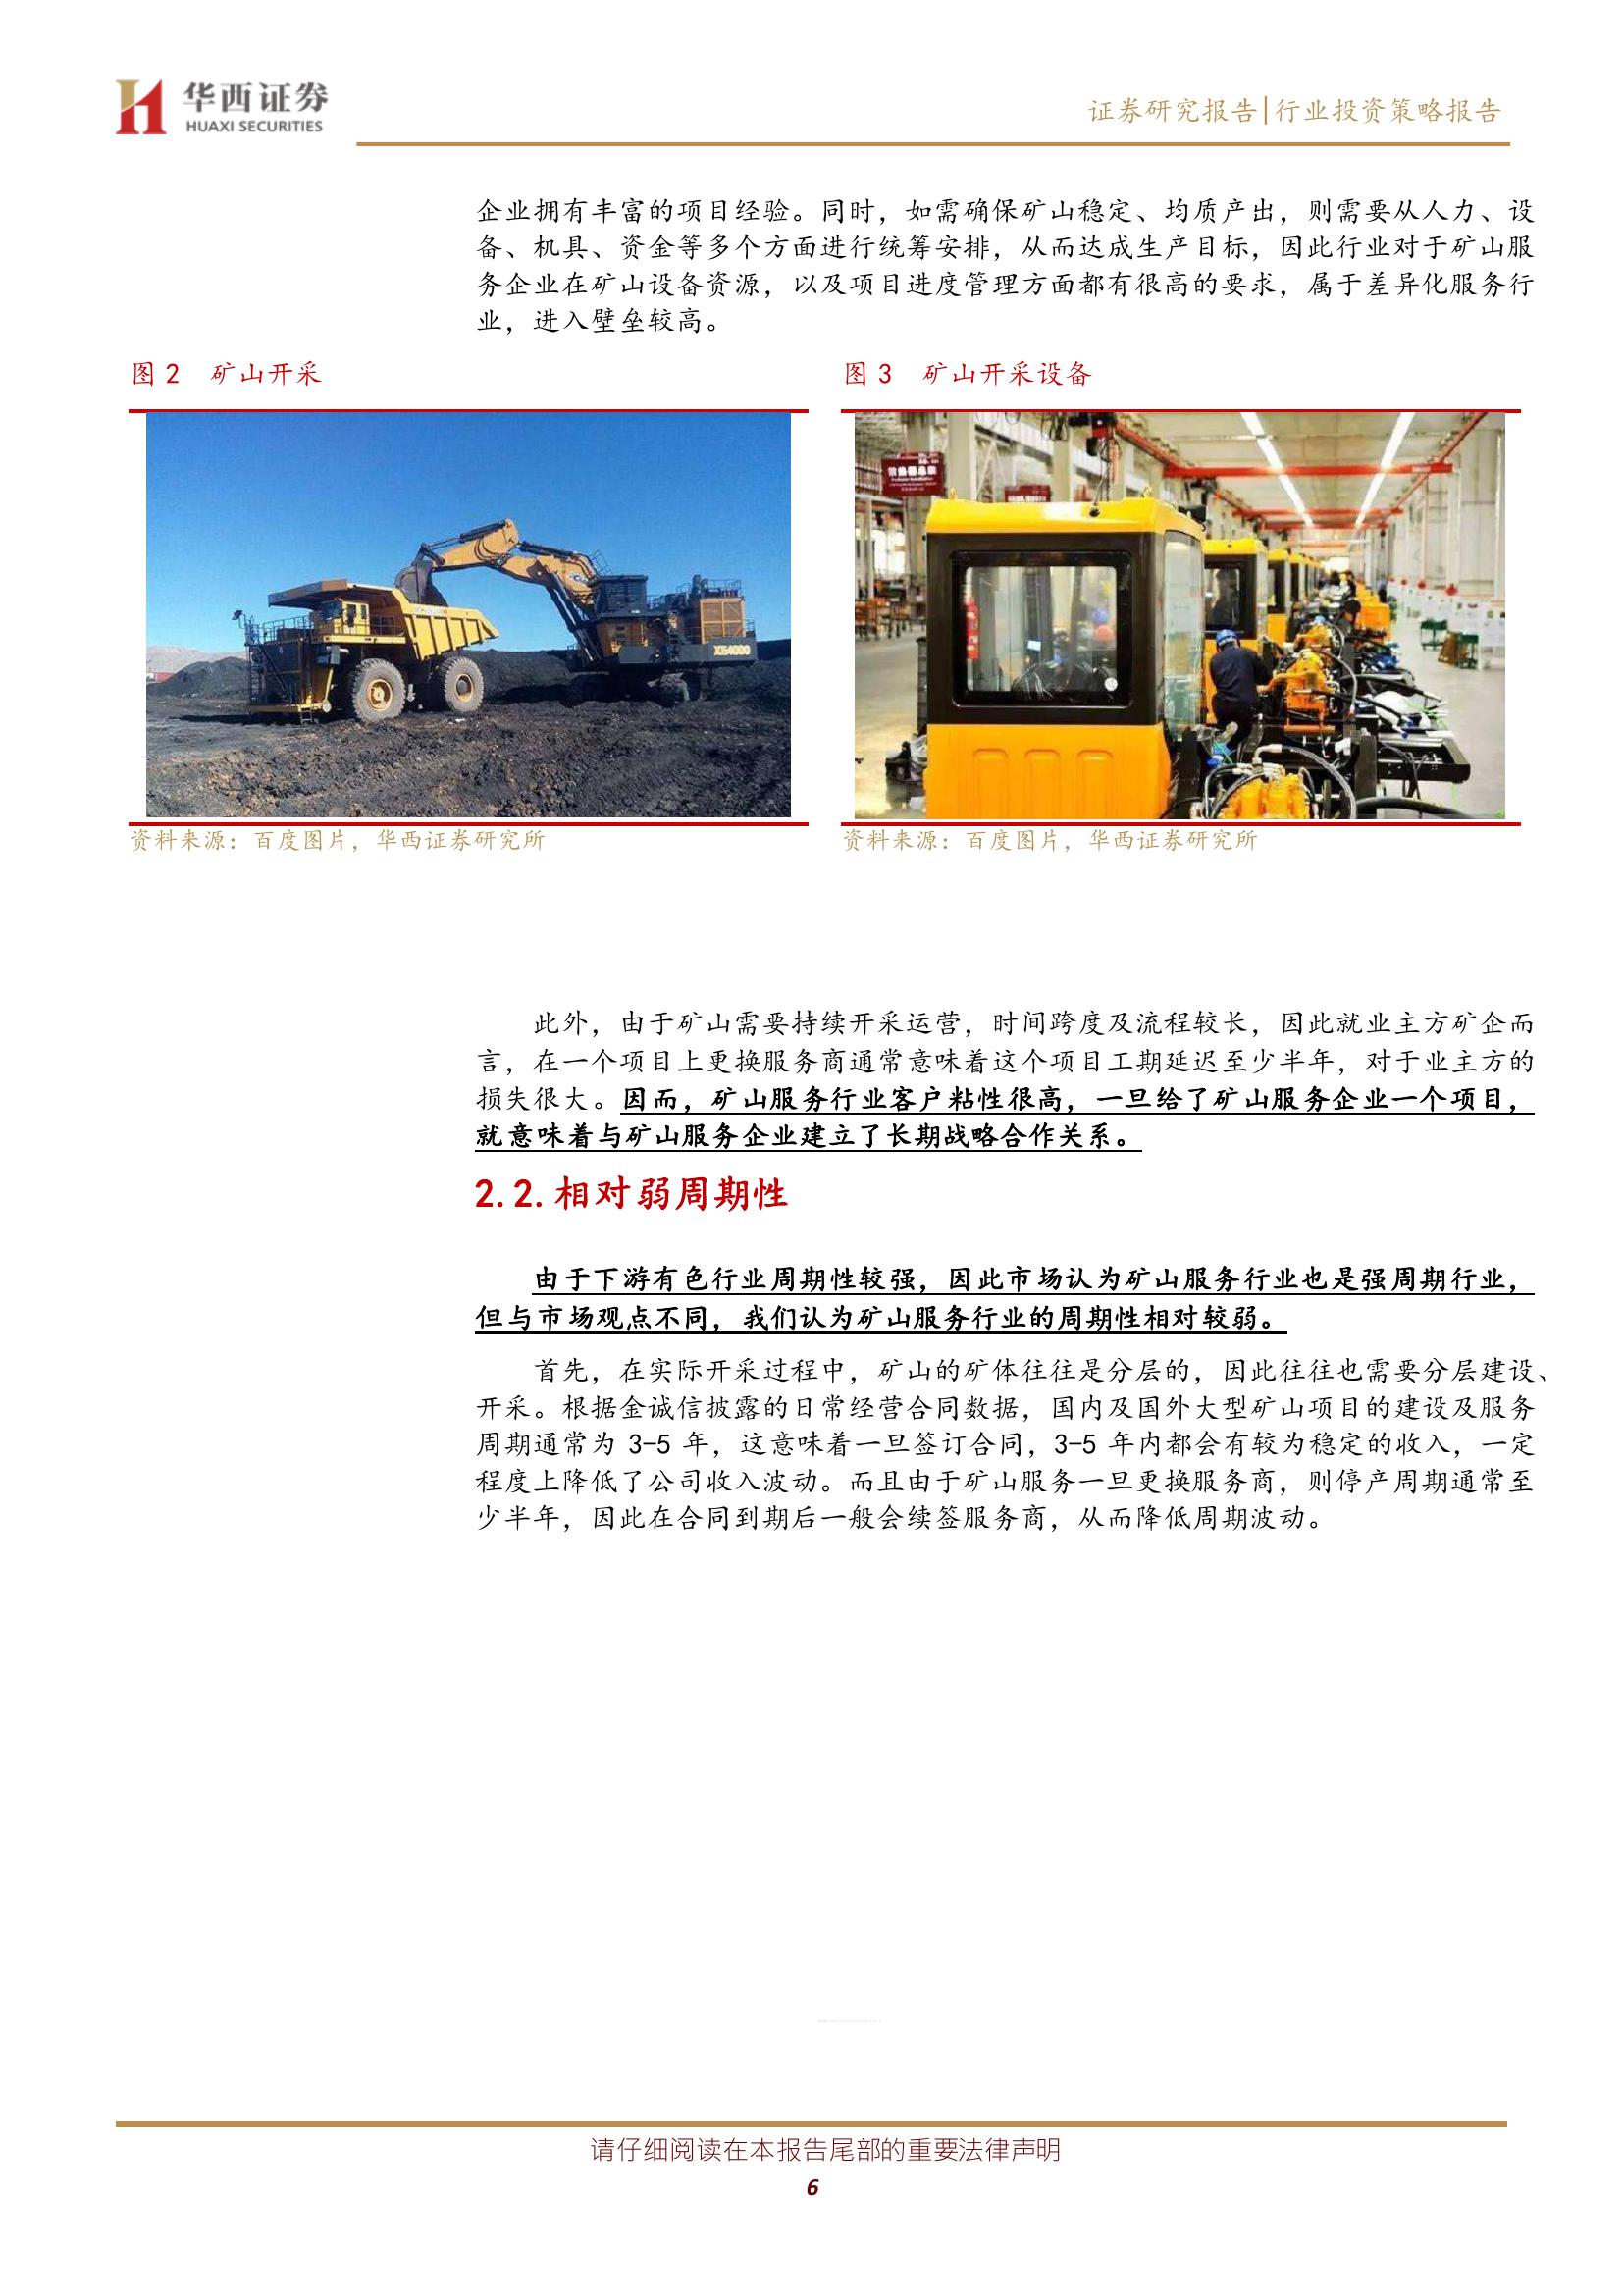 华西证券
HUAXI SECURITIES
证券研究报告|行业投资策略报告
企业拥有丰富的项目经验。同时，如需确保矿山稳定、均质产出，则需要从人力、设
备、机具、资金等多个方面进行统筹安排，从而达成生产目标，因此行业对于矿山服
务企业在矿山设备资源，以及项目进度管理方面都有很高的要求，属于差异化服务行
业，进入壁垒较高。
图 2 矿山开采
图 3 矿山开采设备
XE4000
资料来源：百度图片，华西证券研究所
资料来源：百度图片，华西证券研究所
此外，由于矿山需要持续开采运营，时间跨度及流程较长，因此就业主方矿企而
言，在一个项目上更换服务商通常意味着这个项目工期延迟至少半年，对于业主方的
损失很大。因而，矿山服务行业客户粘性很高，一旦给了矿山服务企业一个项目，
就意味着与矿山服务企业建立了长期战略合作关系。
2.2.相对弱周期性
由于下游有色行业周期性较强，因此市场认为矿山服务行业也是强周期行业，
但与市场观点不同，我们认为矿山服务行业的周期性相对较弱。
首先，在实际开采过程中，矿山的矿体往往是分层的，因此往往也需要分层建设、
开采。根据金诚信披露的日常经营合同数据，国内及国外大型矿山项目的建设及服务
周期通常为 3-5 年，这意味着一旦签订合同，3-5 年内都会有较为稳定的收入，一定
程度上降低了公司收入波动。而且由于矿山服务一旦更换服务商，则停产周期通常至
少半年，因此在合同到期后一般会续签服务商，从而降低周期波动。
请仔细阅读在本报告尾部的重要法律声明
6